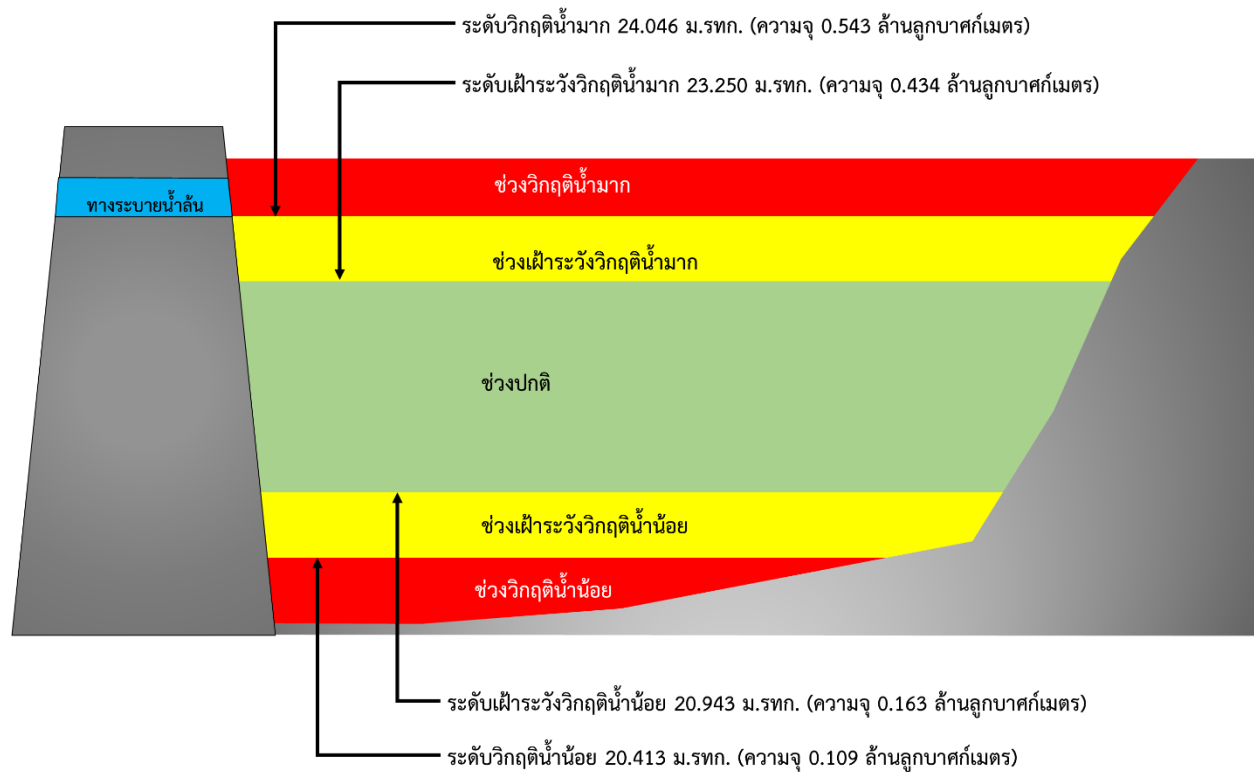 ระดับวิกฤติน้ำมาก 24.046 ม.รทก. (ความจุ 0.543 ล้านลูกบาศก์เมตร)
ระดับเฝ้าระวังวิกฤติน้ำมาก 23.250 ม.รทก. (ความจุ 0.434 ล้านลูกบาศก์เมตร)
ช่วงวิกฤติน้ำมาก
ทางระบายน้ำล้น
ช่วงเฝ้าระวังวิกฤติน้ำมาก
ช่วงปกติ
ช่วงเฝ้าระวังวิกฤติน้ำน้อย
ช่วงวิกฤติน้ำน้อย
ระดับเฝ้าระวังวิกฤติน้ำน้อย 20.943 ม.รทก. (ความจุ 0.163 ล้านลูกบาศก์เมตร)
ระดับวิกฤติน้ำน้อย 20.413 ม.รทก. (ความจุ 0.109 ล้านลูกบาศก์เมตร)